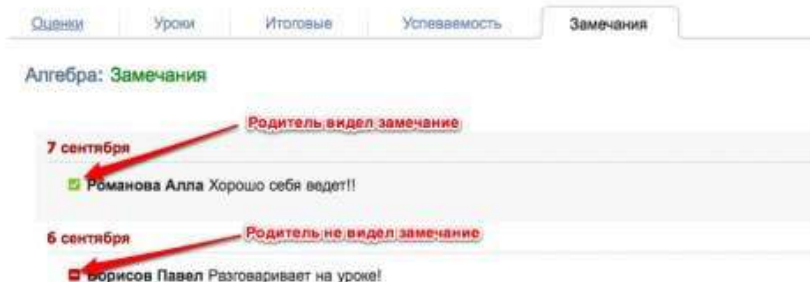 Оценки Уроки Итоговые Успеваемость Замечания
Алгебра: Замечания
Родитель видел замечание
7 сентября
Романова Алла Хорошо себя ведет!!
Родитель не видел замечание
6 сентября
Борисов Павел Разговаривает на уроке!